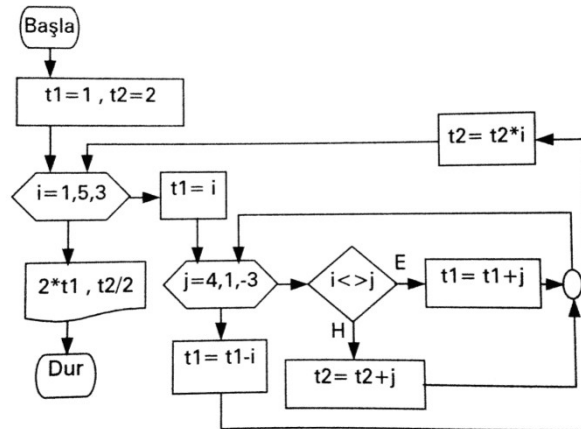 Başla
t1=1 , t2=2
t2= t2*i
i=1,5,3
t1= i
2*t1 , t2/2
j=4,1,-3
i<>j
E
t1= t1+j
H
Dur
t1= t1-i
t2= t2+j